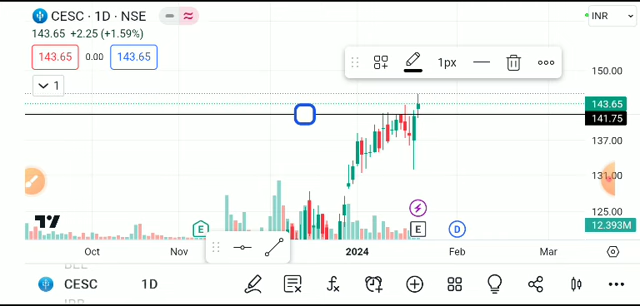 CESC · 1D · NSE
INR
143.65 +2.25 (+1.59%)
143.65 0.00 143.65
1px
1
150.00
143.65
141.75
137.00
131.00
125.00
12.393M
E
E
D
Oct Nov 2024 Feb Mar
CESC 1D